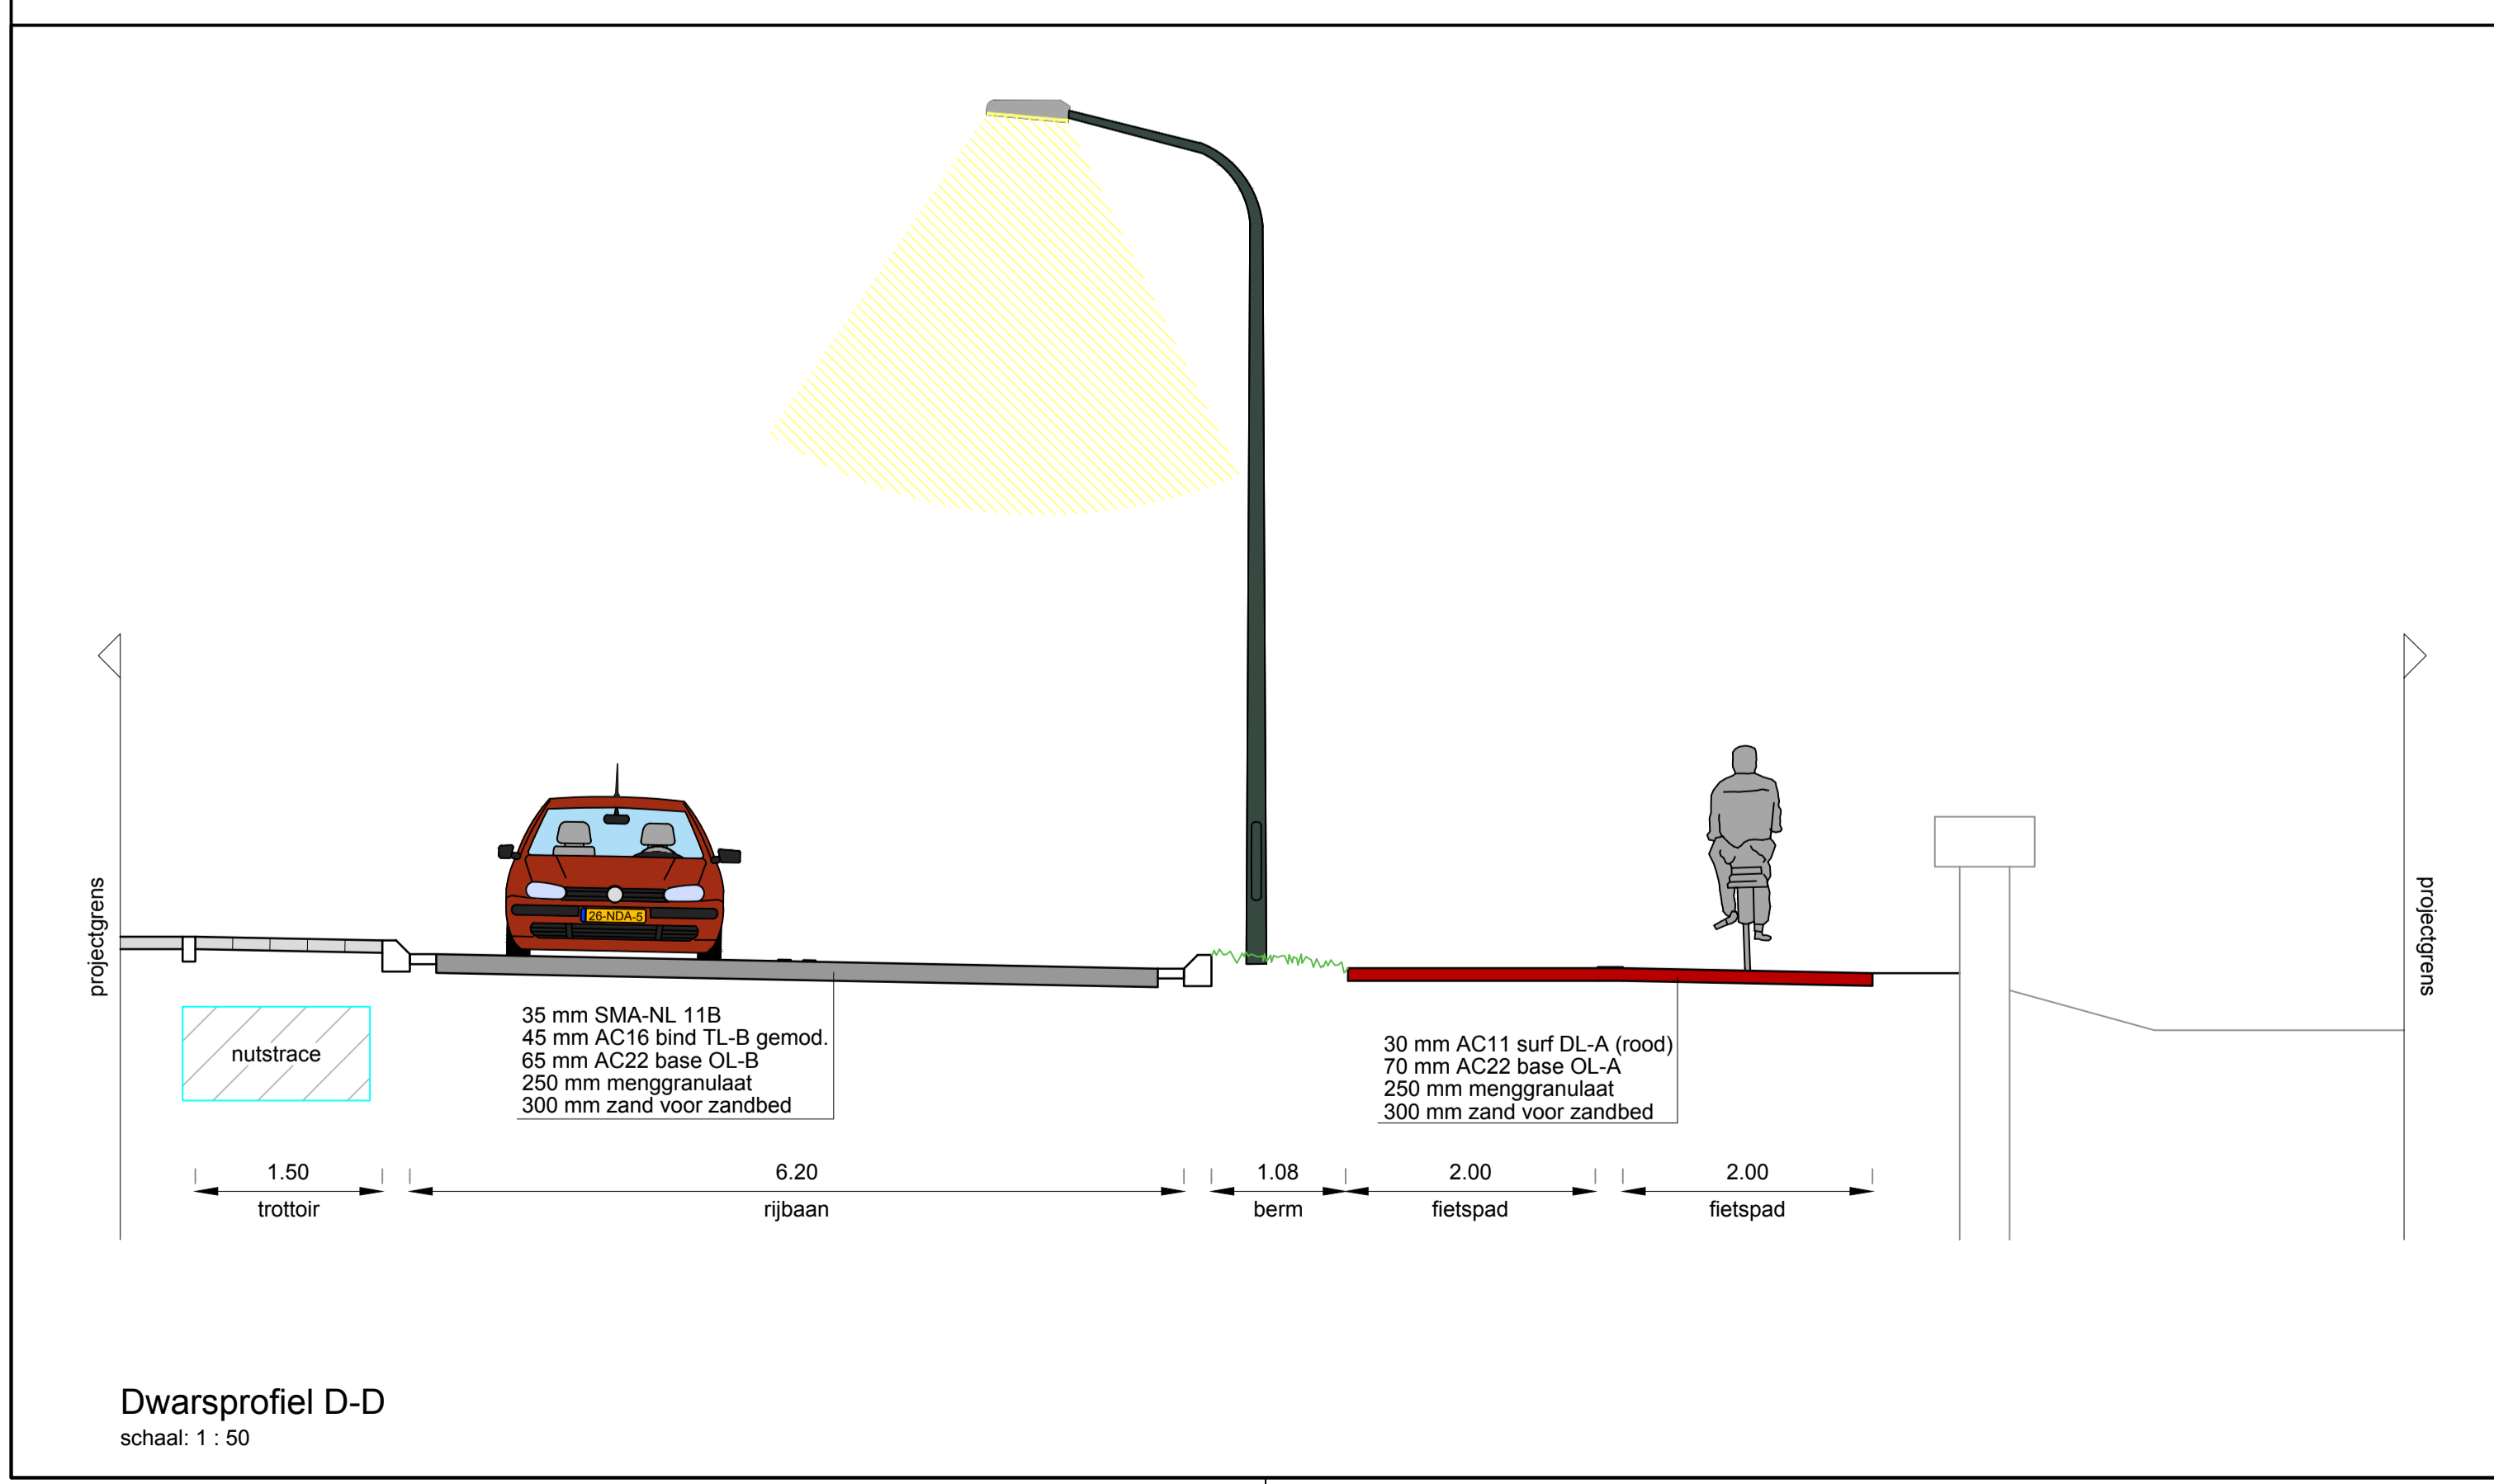 projectgrens
projectgrens
26-NDA-5
nutstrace
35 mm SMA-NL 11B
45 mm AC16 bind TL-B gemod.
65 mm AC22 base OL-B
250 mm menggranulaat
300 mm zand voor zandbed
30 mm AC11 surf DL-A (rood)
70 mm AC22 base OL-A
250 mm menggranulaat
300 mm zand voor zandbed
1.50
6.20
1.08
2.00
2.00
trottoir
rijbaan
berm
fietspad
fietspad
Dwarsprofiel D-D
schaal: 1 : 50